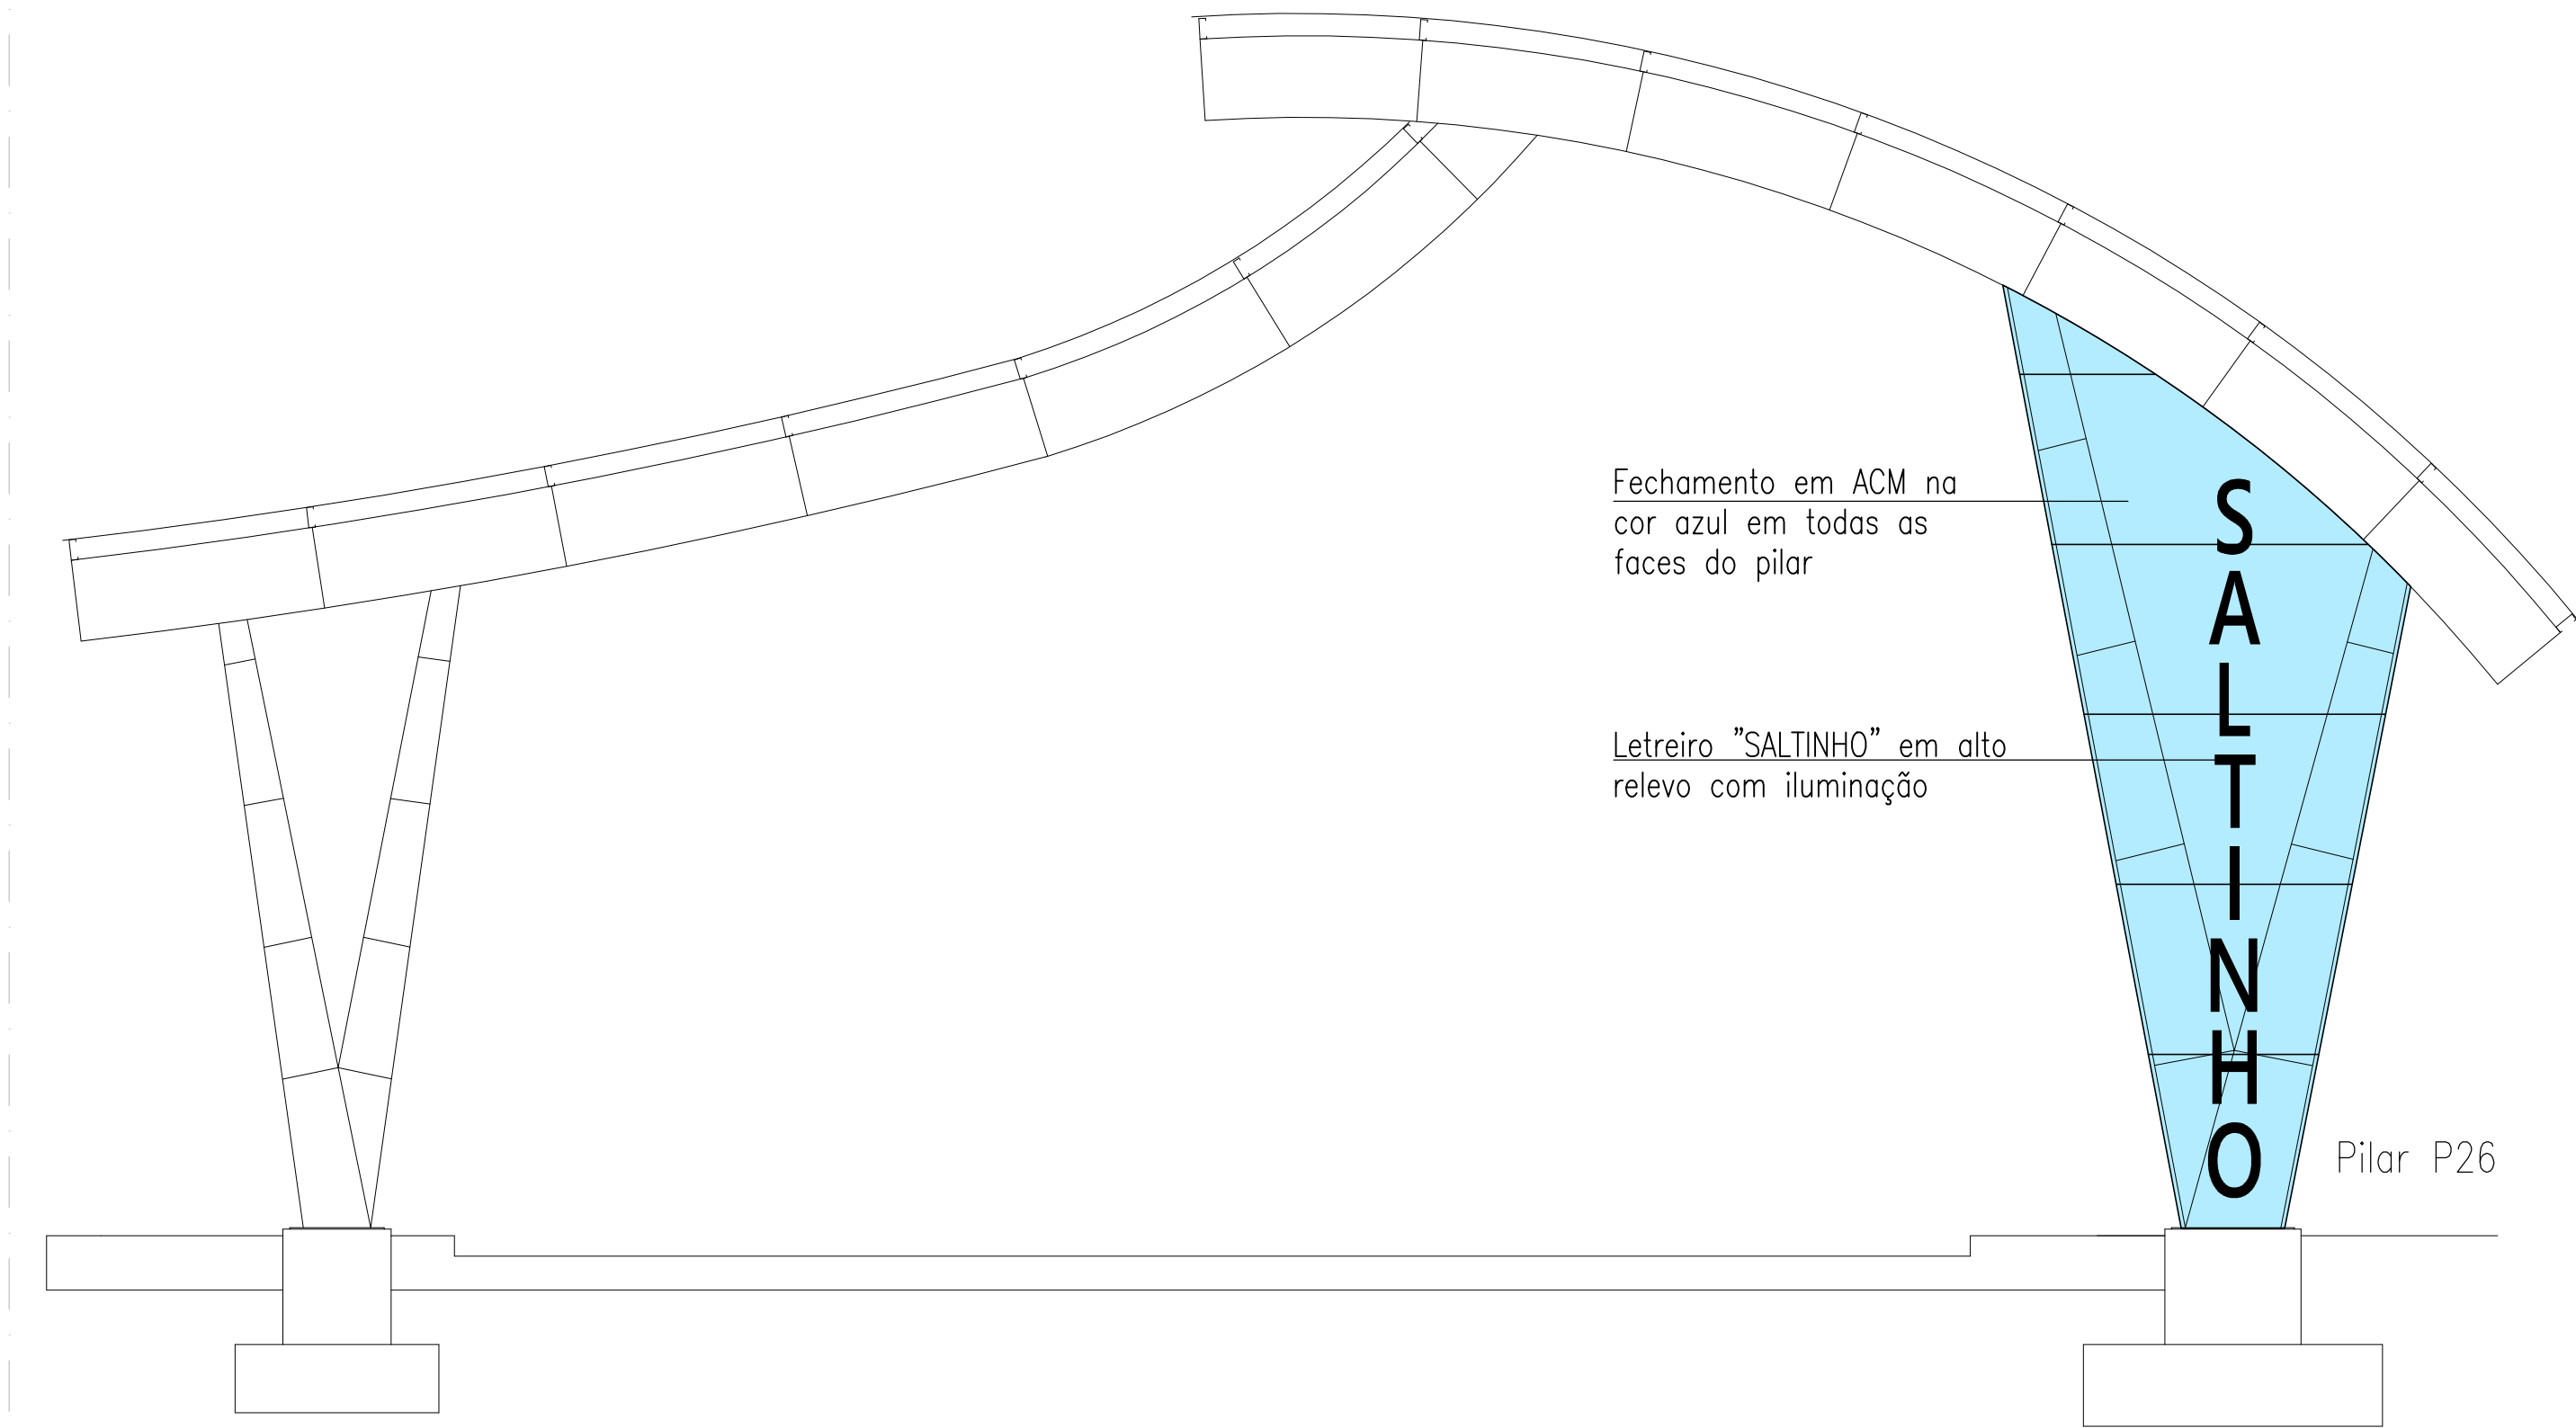 Fechamento em ACM na
cor azul em todas as
faces do pilar
Letreiro "SALTINHO" em alto
relevo com iluminação
SALTINHO
Pilar P26